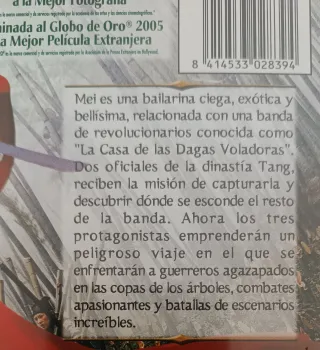 a la Mejor Fotografía
inada al Globo de Oro® 2005
a Mejor Película Extranjera
8 414533 028394
Mei es una bailarina ciega, exótica y
bellísima, relacionada con una banda
de revolucionarios conocida como
"La Casa de las Dagas Voladoras".
Dos oficiales de la dinastía Tang,
reciben la misión de capturarla y
descubrir dónde se esconde el resto
de la banda. Ahora los tres
protagonistas emprenderán un
peligroso viaje en el que se
enfrentarán a guerreros agazapados
en las copas de los árboles, combates
apasionantes y batallas de escenarios
increíbles.